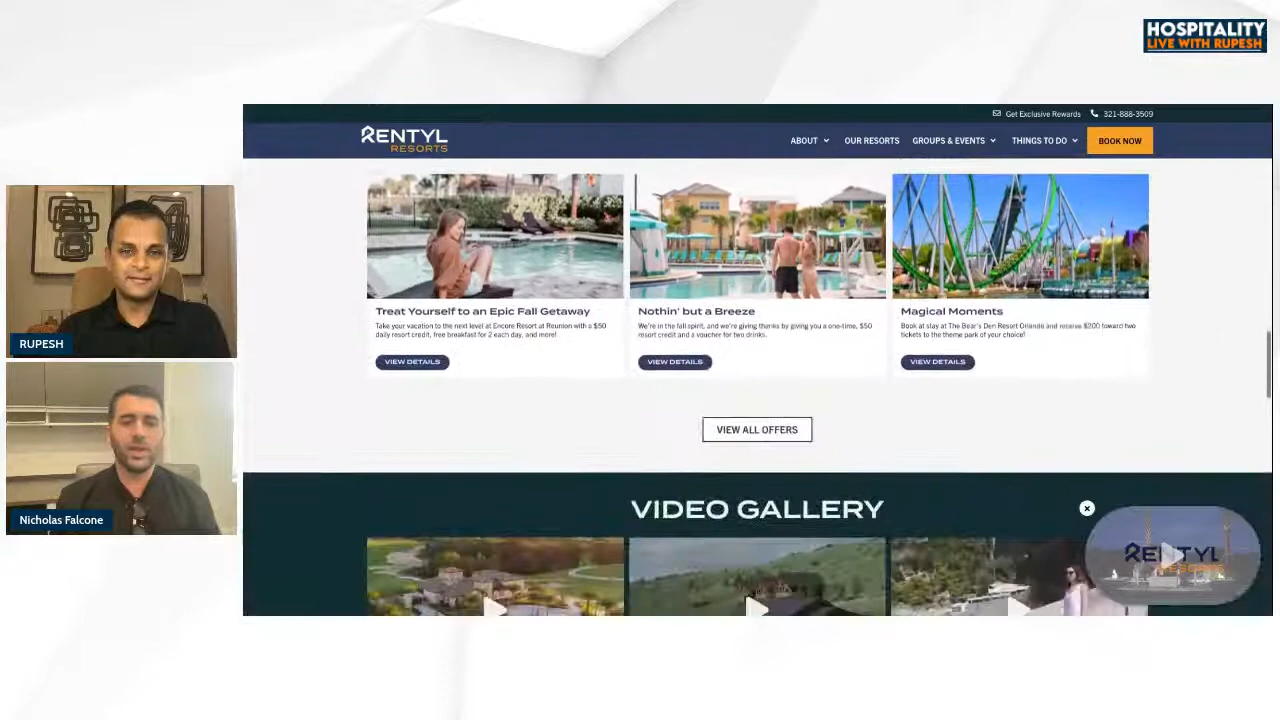 HOSPITALITY
LIVE WITH RUPESH
Get Exclusive Rewards 321-888-3509
RENTYL
RESORTS
ABOUT OUR RESORTS GROUPS & EVENTS THINGS TO DO BOOK NOW
Treat Yourself to an Epic Fall Getaway
Take your vacation to the next level at Encore Resort at Reunion with a $50
daily resort credit, free breakfast for 2 each day, and more!
VIEW DETAILS
Nothin' but a Breeze
We're in the fall spirit, and we're giving thanks by giving you a one-time, $50
resort credit and a voucher for two drinks.
VIEW DETAILS
Magical Moments
Book at stay at The Bear's Den Resort Orlando and receive $200 toward two
tickets to the theme park of your choice!
VIEW DETAILS
VIEW ALL OFFERS
VIDEO GALLERY
RENTYL
RESORTS
RUPESH
Nicholas Falcone